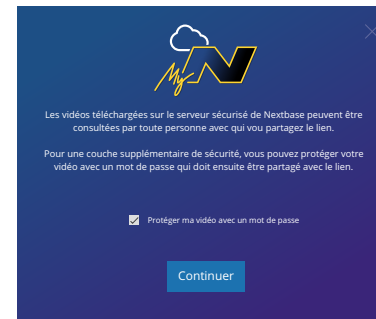 My N
Les vidéos téléchargées sur le serveur sécurisé de Nextbase peuvent être
consultées par toute personne avec qui vou partagez le lien.
Pour une couche supplémentaire de sécurité, vous pouvez protéger votre
vidéo avec un mot de passe qui doit ensuite être partagé avec le lien.
Protéger ma vidéo avec un mot de passe
Continuer